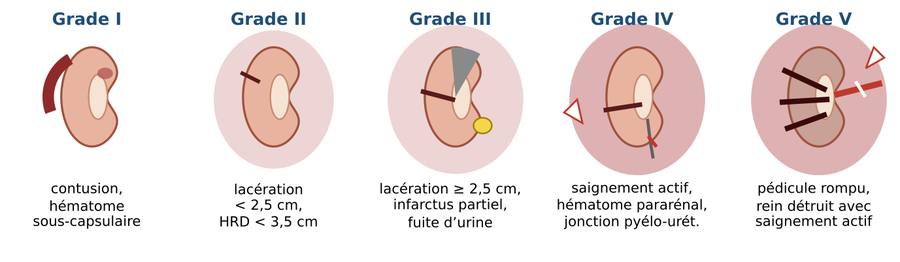 Grade I
contusion,
hématome
sous-capsulaire
Grade II
lacération
< 2,5 cm,
HRD < 3,5 cm
Grade III
lacération ≥ 2,5 cm,
infarctus partiel,
fuite d’urine
Grade IV
saignement actif,
hématome pararénal,
jonction pyélo-urét.
Grade V
pédicule rompu,
rein détruit avec
saignement actif